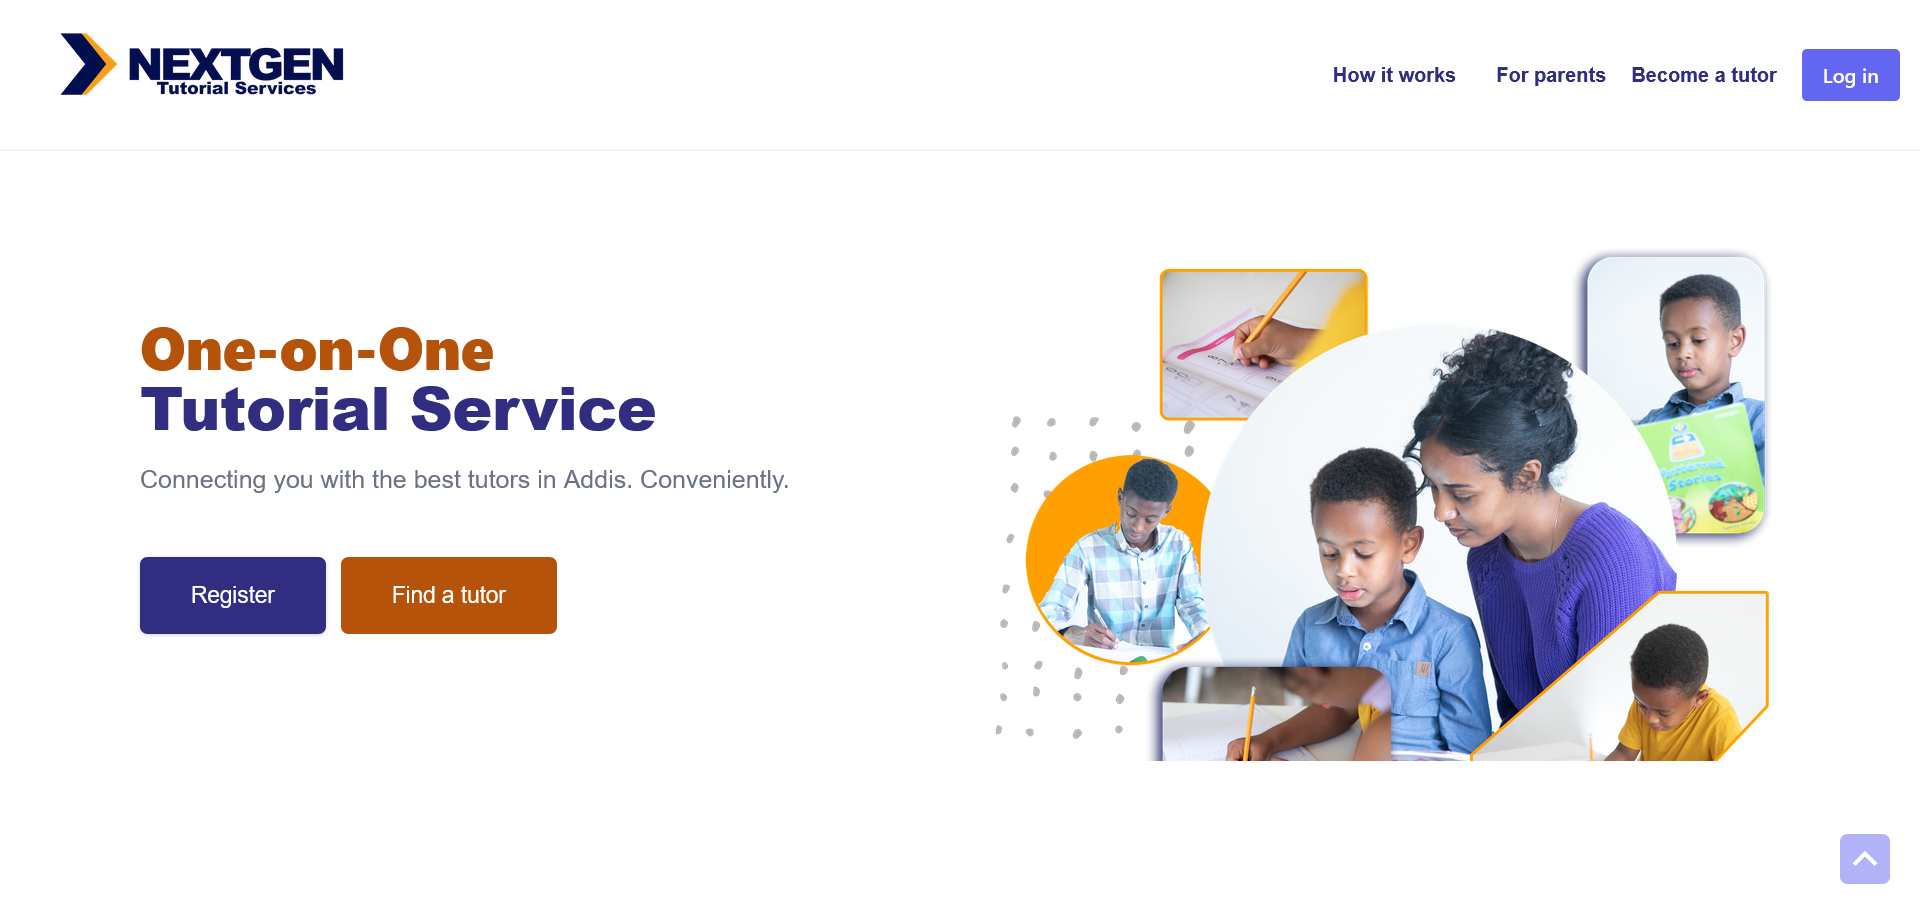 NEXTGEN
Tutorial Services
How it works
For parents
Become a tutor
Log in
One-on-One
Tutorial Service
Connecting you with the best tutors in Addis. Conveniently.
Register
Find a tutor
Stories